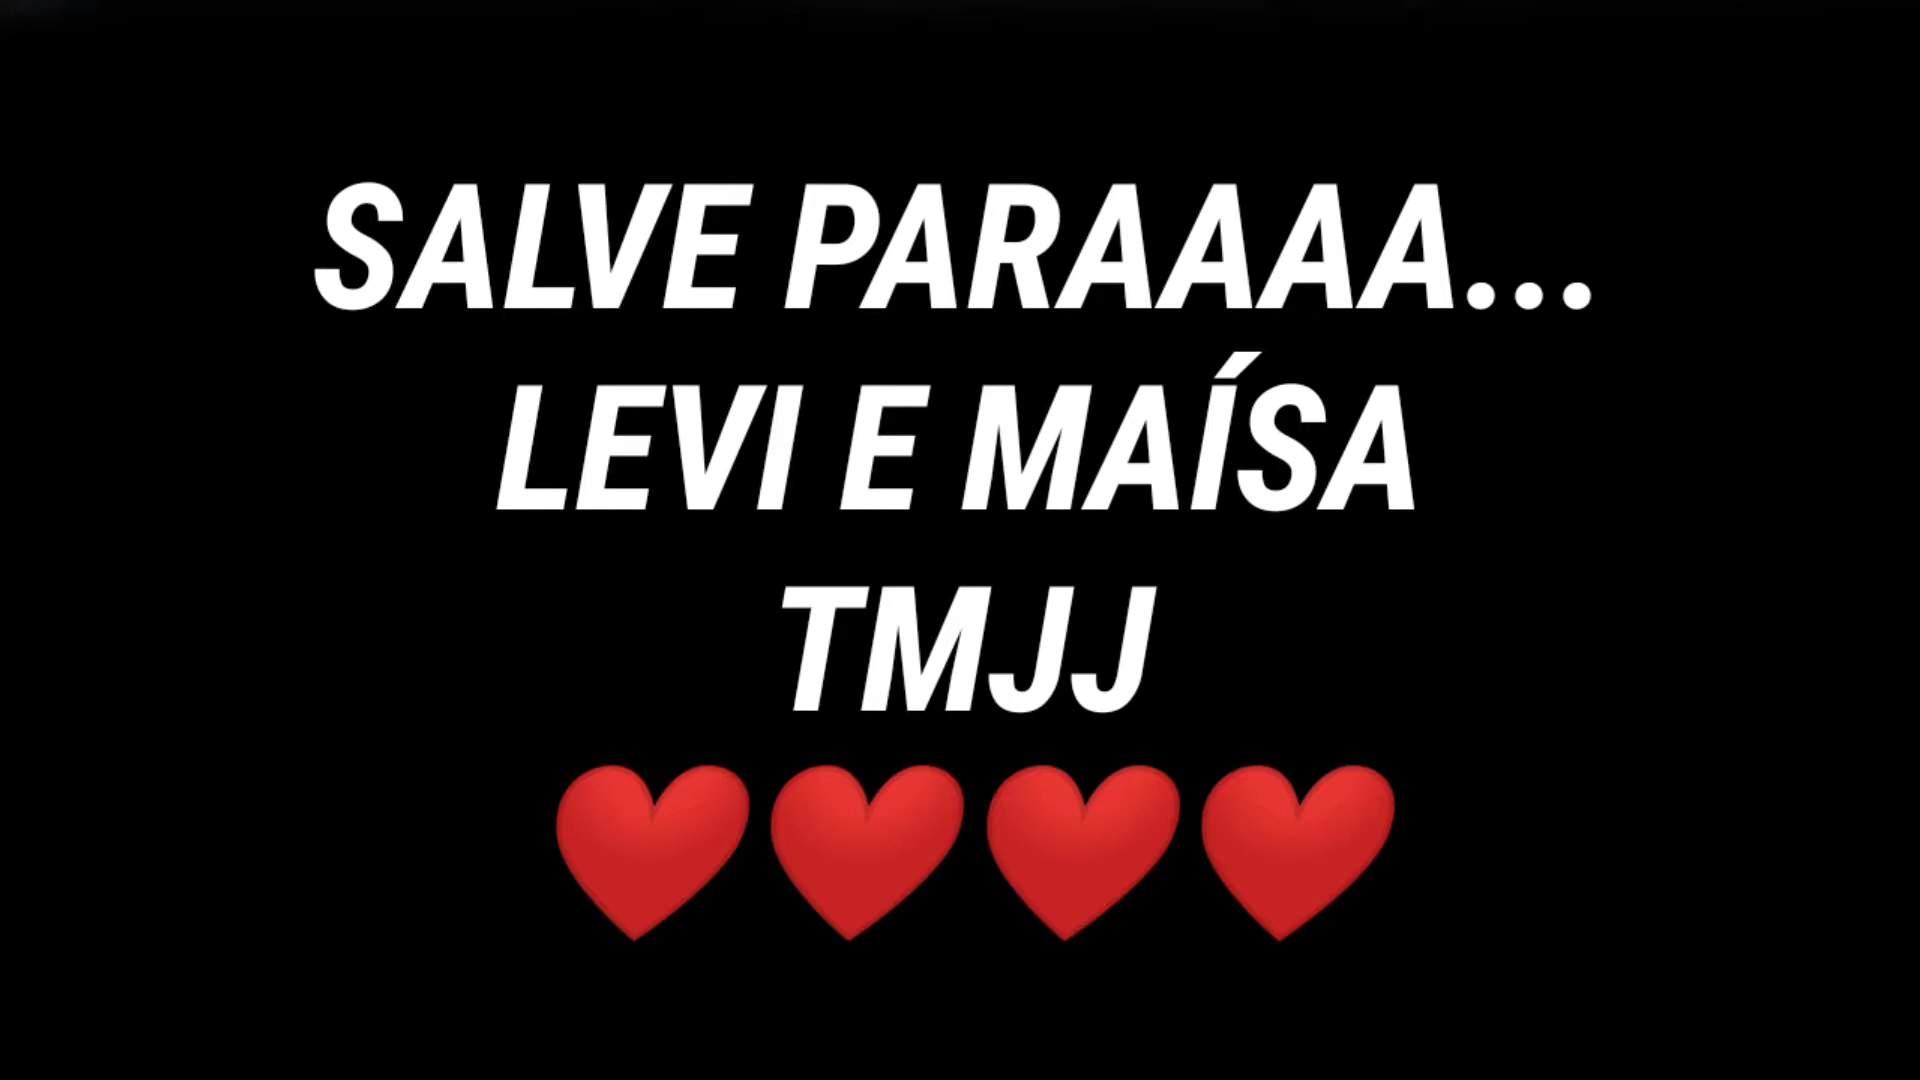 SALVE PARAAAA...
LEVI E MAÍSA
TMJJ
❤️❤️❤️❤️